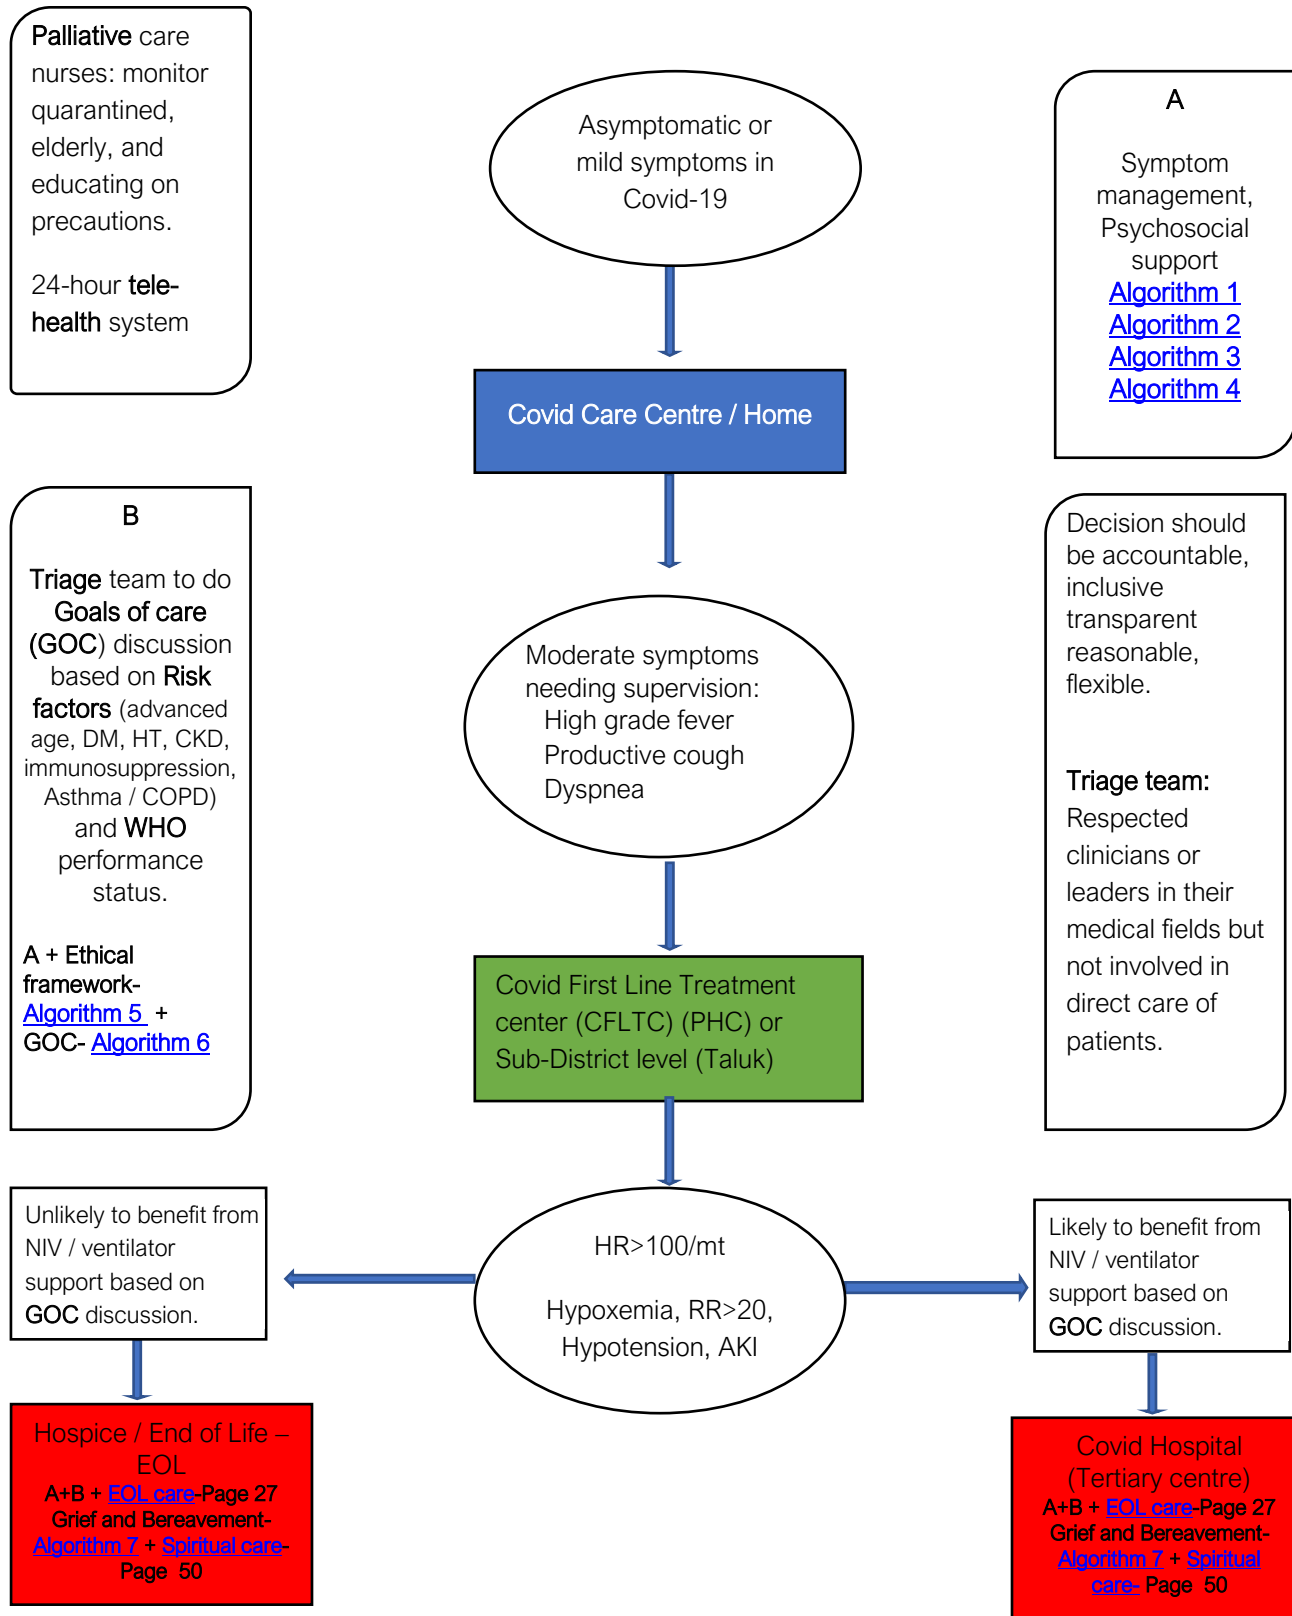 Palliative care
nurses: monitor
quarantined,
elderly, and
educating on
precautions.
24-hour tele-
health system
Asymptomatic or
mild symptoms in
Covid-19
A
Symptom
management,
Psychosocial
support
Algorithm 1
Algorithm 2
Algorithm 3
Algorithm 4
Covid Care Centre / Home
B
Triage team to do
Goals of care
(GOC) discussion
based on Risk
factors (advanced
age, DM, HT, CKD,
immunosuppression,
Asthma / COPD)
and WHO
performance
status.
A + Ethical
framework-
Algorithm 5 +
GOC- Algorithm 6
Moderate symptoms
needing supervision:
High grade fever
Productive cough
Dyspnea
Decision should
be accountable,
inclusive
transparent
reasonable,
flexible.
Triage team:
Respected
clinicians or
leaders in their
medical fields but
not involved in
direct care of
patients.
Covid First Line Treatment
center (CFLTC) (PHC) or
Sub-District level (Taluk)
Unlikely to benefit from
NIV / ventilator
support based on
GOC discussion.
HR>100/mt
Hypoxemia, RR>20,
Hypotension, AKI
Likely to benefit from
NIV / ventilator
support based on
GOC discussion.
Hospice / End of Life –
EOL
A+B + EOL care-Page 27
Grief and Bereavement-
Algorithm 7 + Spiritual care-
Page 50
Covid Hospital
(Tertiary centre)
A+B + EOL care-Page 27
Grief and Bereavement-
Algorithm 7 + Spiritual
care- Page 50